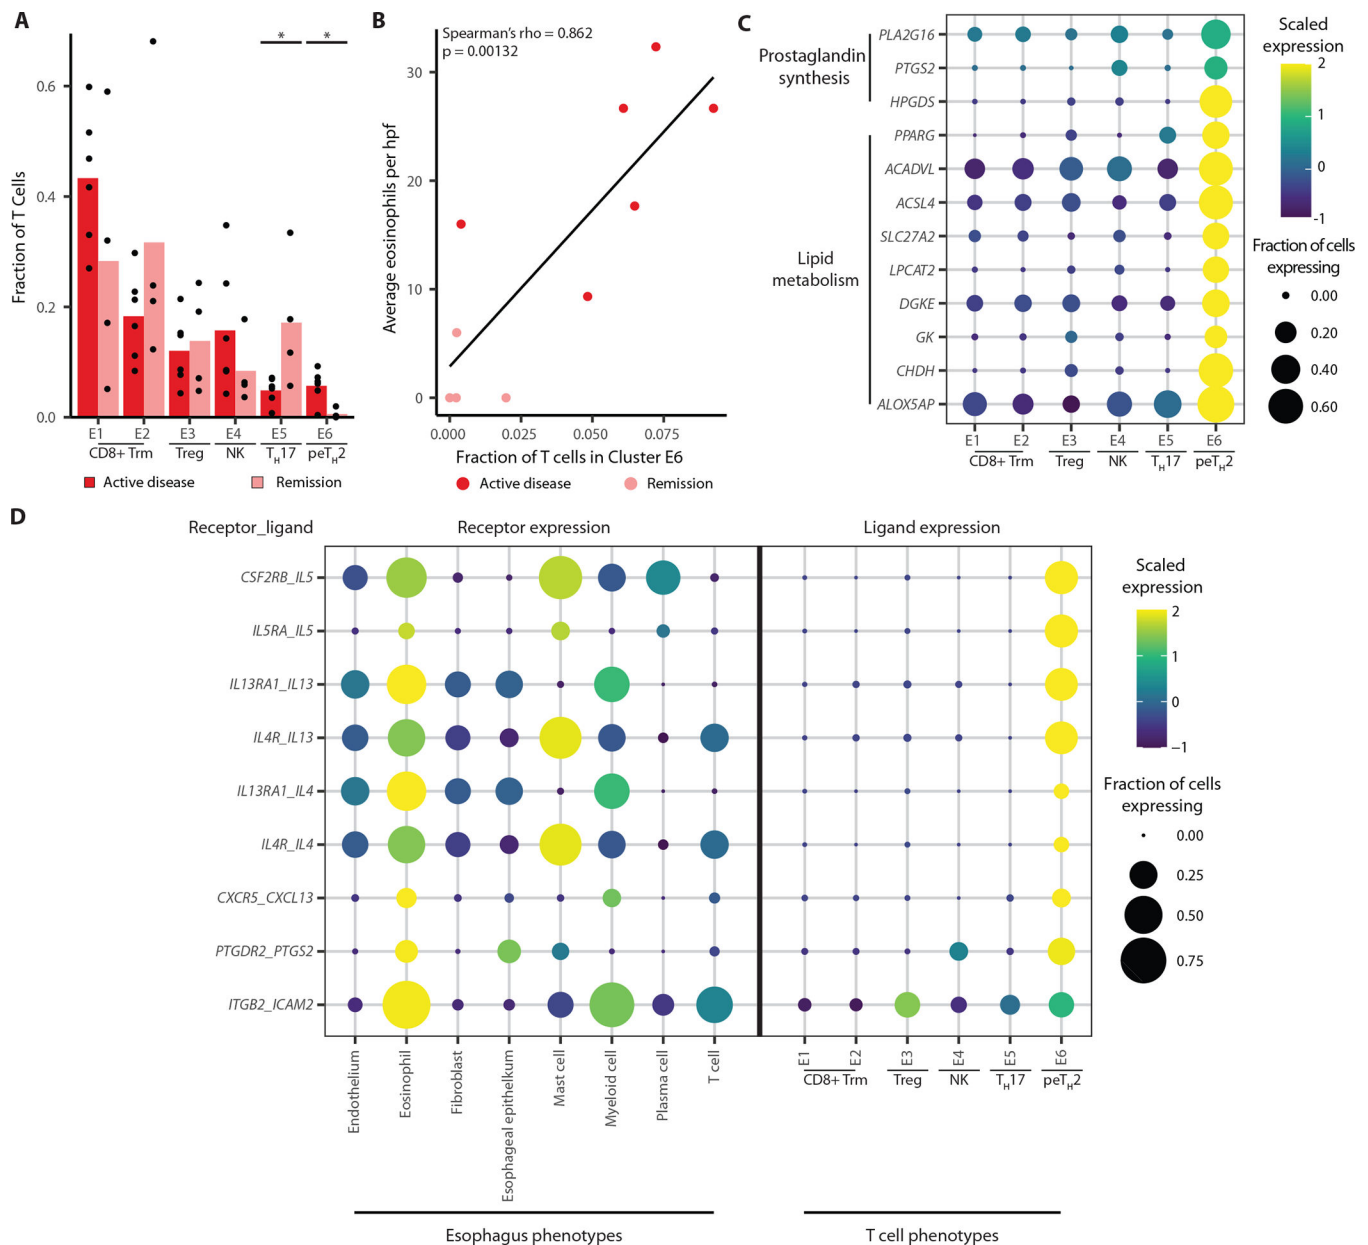 A
Fraction of T Cells
0.6
0.4
0.2
0.0
*
*
E1
E2
E3
E4
E5
E6
CD8+ Trm
Treg
NK
TH17
peTH2
Active disease
Remission
B
Spearman's rho = 0.862
p = 0.00132
Average eosinophils per hpf
30
20
10
0
0.000
0.025
0.050
0.075
Fraction of T cells in Cluster E6
Active disease
Remission
C
Prostaglandin
synthesis
Lipid
metabolism
PLA2G16
PTGS2
HPGDS
PPARG
ACADVL
ACSL4
SLC27A2
LPCAT2
DGKE
GK
CHDH
ALOX5AP
E1
E2
E3
E4
E5
E6
CD8+ Trm
Treg
NK
TH17
peTH2
Scaled
expression
2
1
0
-1
Fraction of cells
expressing
0.00
0.20
0.40
0.60
D
Receptor_ligand
Receptor expression
Ligand expression
CSF2RB_IL5
IL5RA_IL5
IL13RA1_IL13
IL4R_IL13
IL13RA1_IL4
IL4R_IL4
CXCR5_CXCL13
PTGDR2_PTGS2
ITGB2_ICAM2
Endothelium
Eosinophil
Fibroblast
Esophageal epithelkum
Mast cell
Myeloid cell
Plasma cell
T cell
Esophagus phenotypes
E1
E2
E3
E4
E5
E6
CD8+ Trm
Treg
NK
TH17
peTH2
T cell phenotypes
Scaled
expression
2
1
0
−1
Fraction of cells
expressing
0.00
0.25
0.50
0.75